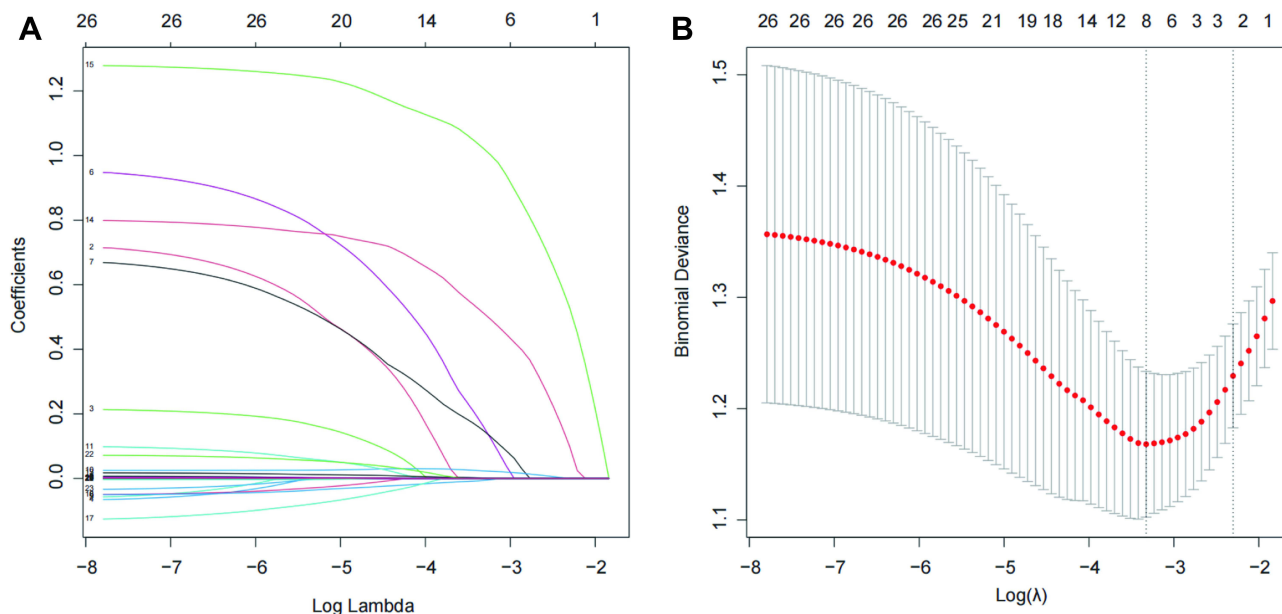 A
26 26 26 20 14 6 1
Coefficients
1.2
1.0
0.8
0.6
0.4
0.2
0.0
15
6
14
2
7
3
11
22
17
-8 -7 -6 -5 -4 -3 -2
Log Lambda
B
26 26 26 26 26 25 21 19 18 14 12 8 6 3 3 2 1
Binomial Deviance
1.5
1.4
1.3
1.2
1.1
-8 -7 -6 -5 -4 -3 -2
Log(λ)